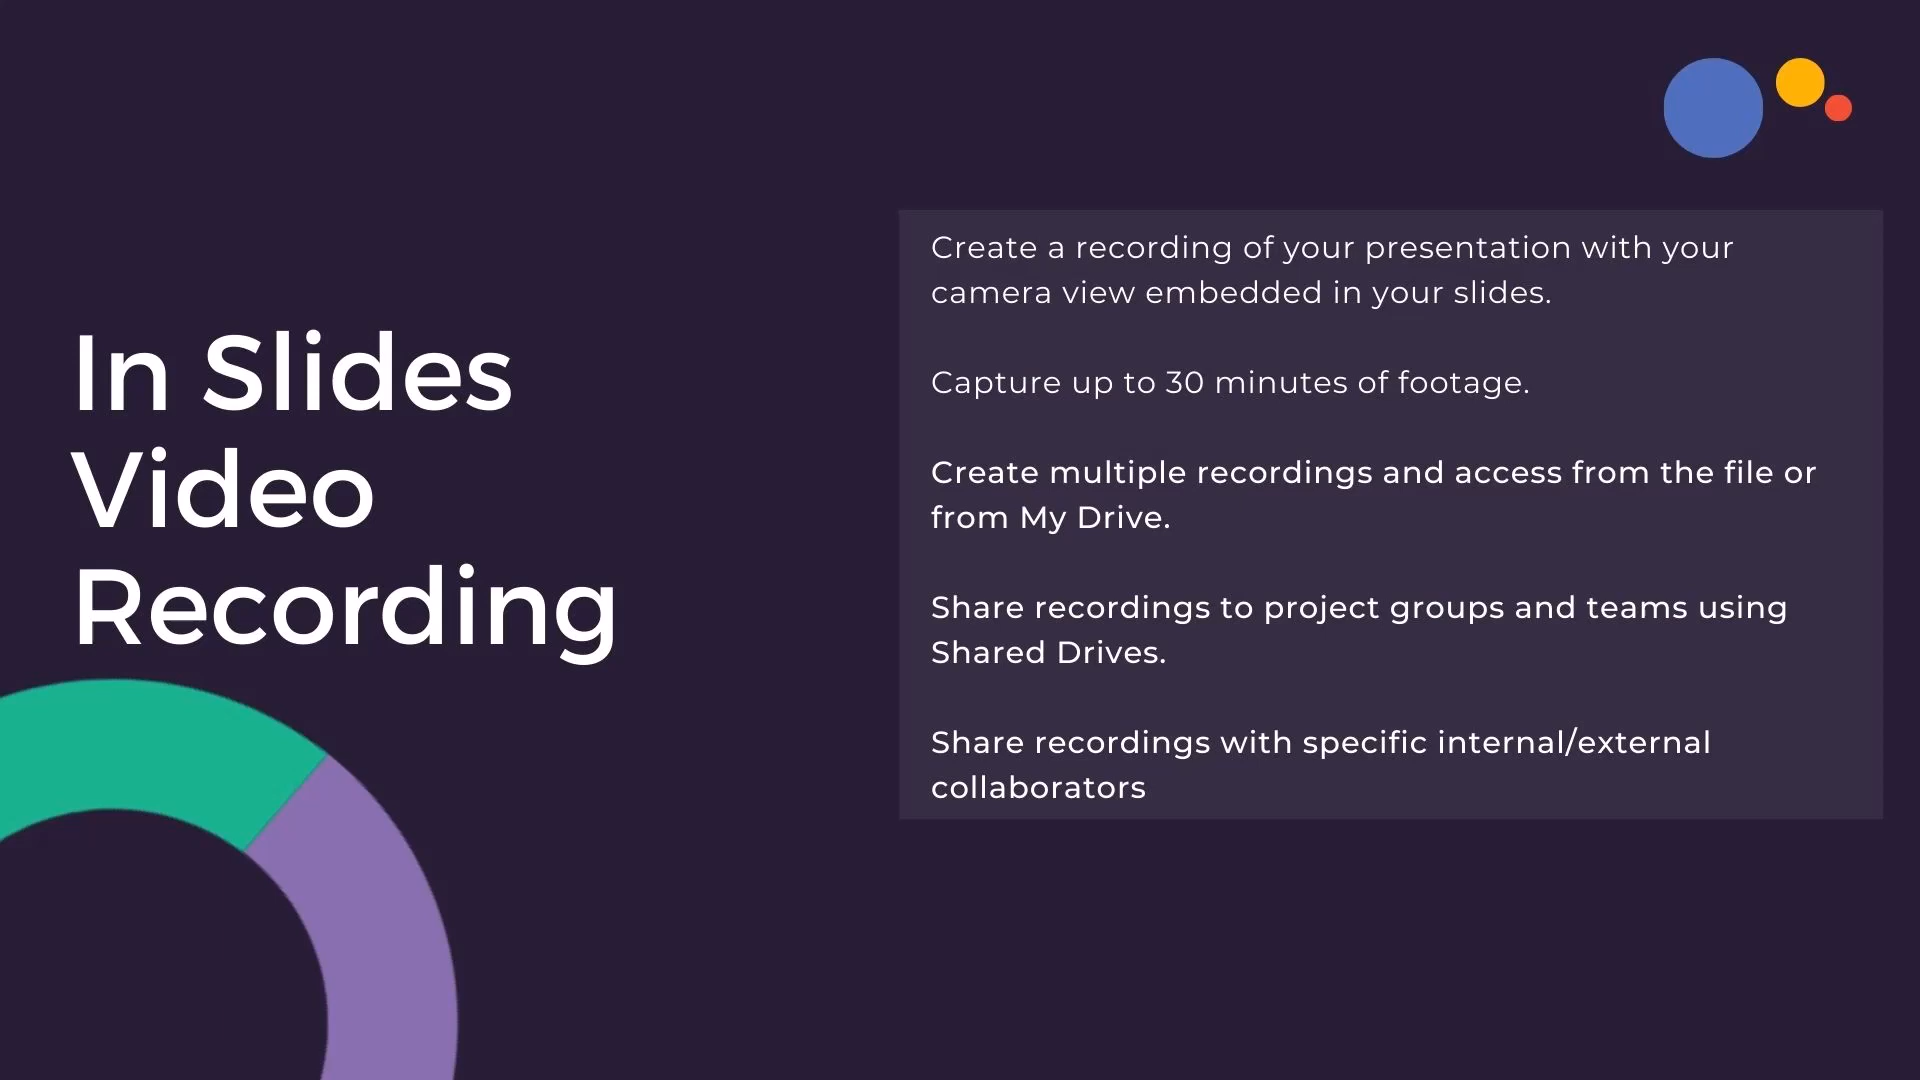 In Slides
Video
Recording
Create a recording of your presentation with your
camera view embedded in your slides.
Capture up to 30 minutes of footage.
Create multiple recordings and access from the file or
from My Drive.
Share recordings to project groups and teams using
Shared Drives.
Share recordings with specific internal/external
collaborators